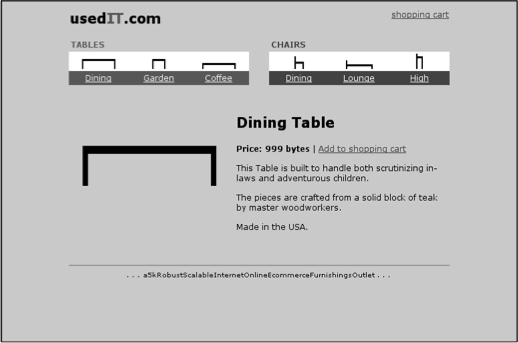 usedIT.com
shopping cart
TABLES
CHAIRS
Dining Garden Coffee
Dining Lounge High
Dining Table
Price: 999 bytes | Add to shopping cart
This Table is built to handle both scrutinizing in-
laws and adventurous children.
The pieces are crafted from a solid block of teak
by master woodworkers.
Made in the USA.
. . . a5kRobustScalableInternetOnlineEcommerceFurnishingsOutlet . . .